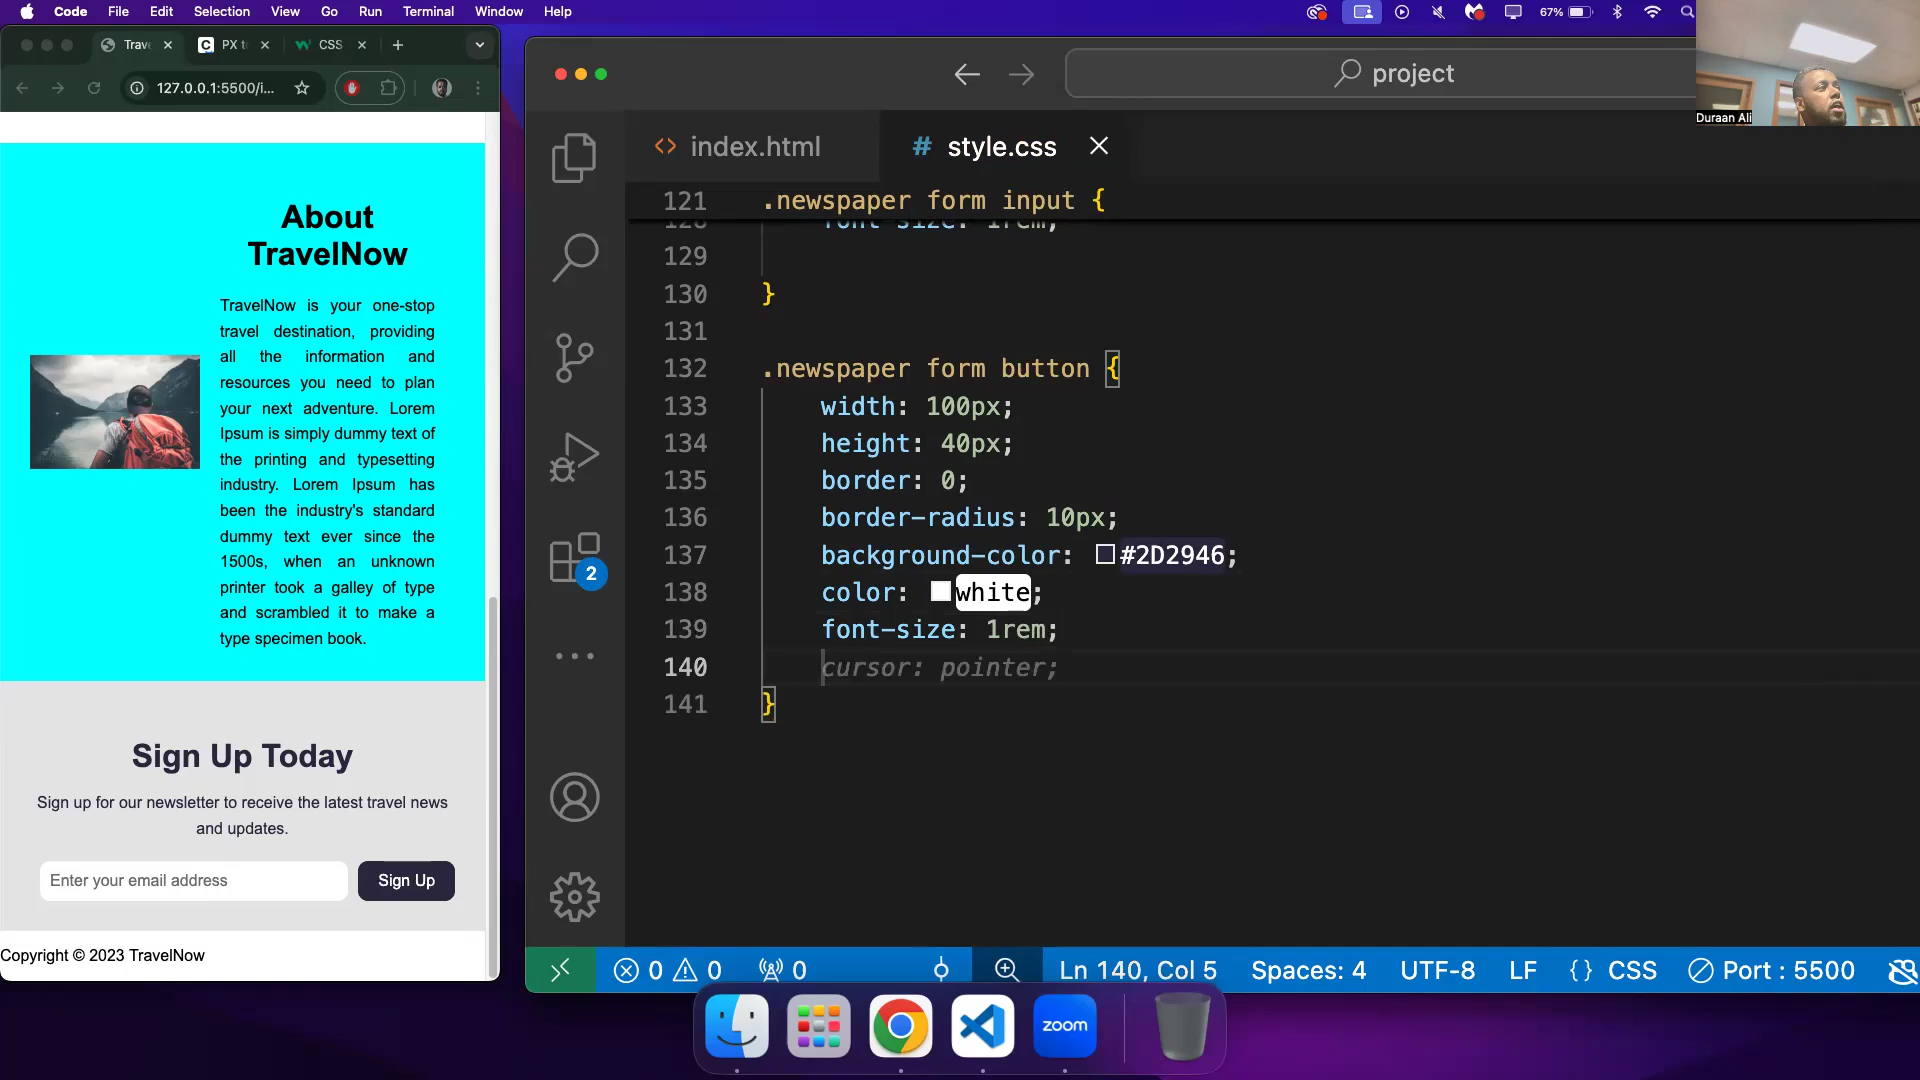 Code File Edit Selection View Go Run Terminal Window Help
67%
Trav
PX t
CSS
127.0.0.1:5500/i...
project
Duraan Ali
index.html
style.css
121 .newspaper form input {
128 font-size: 1rem;
129
130 }
131
132 .newspaper form button {
133 width: 100px;
134 height: 40px;
135 border: 0;
136 border-radius: 10px;
137 background-color: #2D2946;
138 color: white;
139 font-size: 1rem;
140 cursor: pointer;
141 }
2
About
TravelNow
TravelNow is your one-stop
travel destination, providing
all the information and
resources you need to plan
your next adventure. Lorem
Ipsum is simply dummy text of
the printing and typesetting
industry. Lorem Ipsum has
been the industry's standard
dummy text ever since the
1500s, when an unknown
printer took a galley of type
and scrambled it to make a
type specimen book.
Sign Up Today
Sign up for our newsletter to receive the latest travel news
and updates.
Enter your email address
Sign Up
Copyright © 2023 TravelNow
0 0 0
Ln 140, Col 5 Spaces: 4 UTF-8 LF {} CSS Port : 5500
zoom